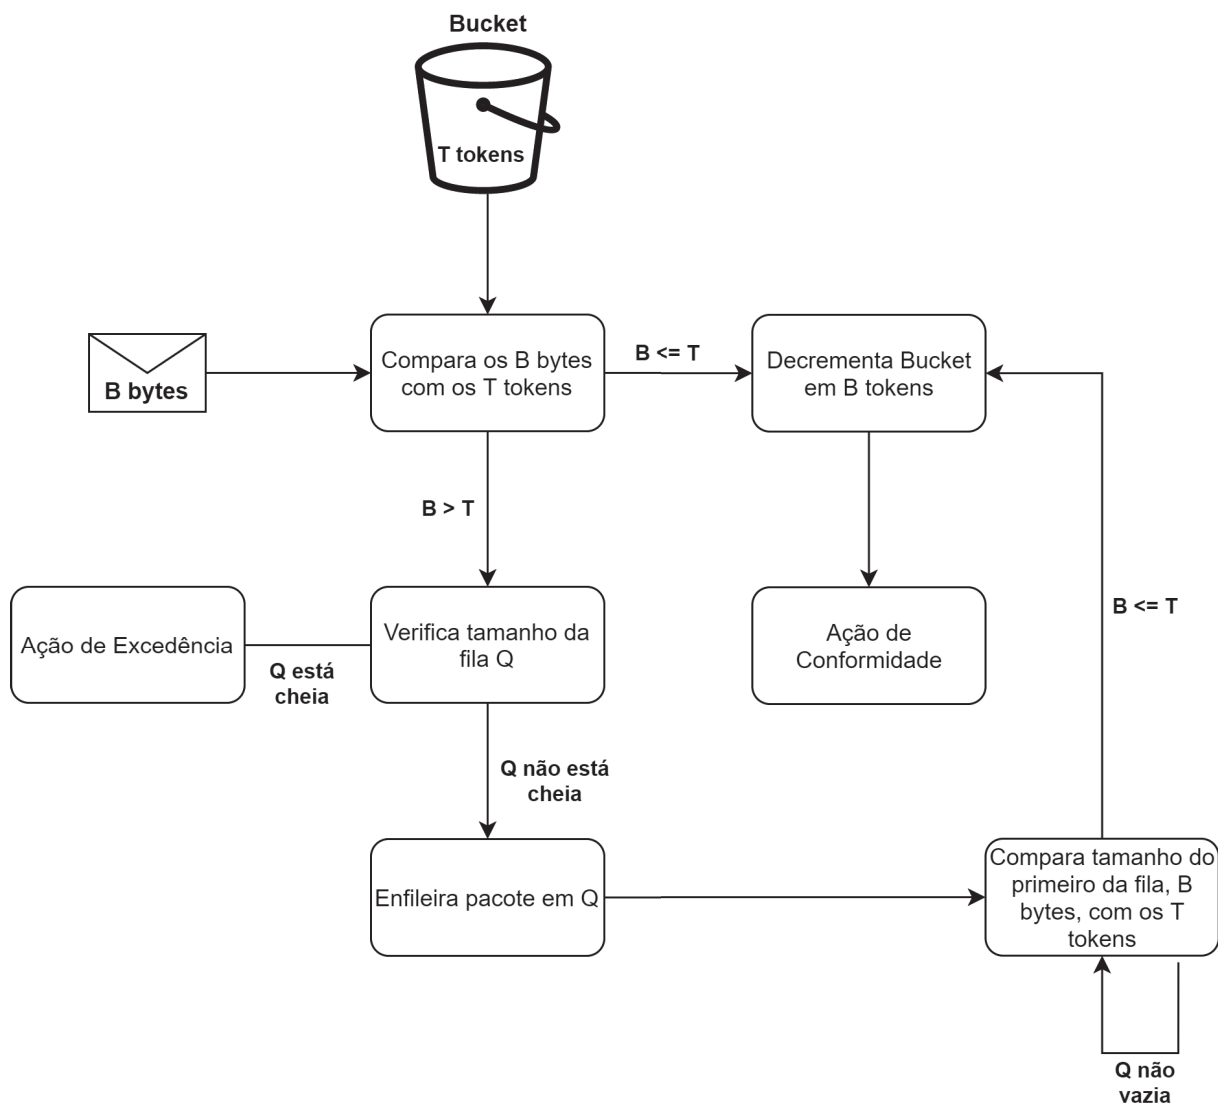 Bucket
T tokens
B bytes
Compara os B bytes
com os T tokens
B <= T
Decrementa Bucket
em B tokens
B > T
B <= T
Ação de Excedência
Q está
cheia
Verifica tamanho da
fila Q
Ação de
Conformidade
Q não está
cheia
Enfileira pacote em Q
Compara tamanho do
primeiro da fila, B
bytes, com os T
tokens
Q não
vazia